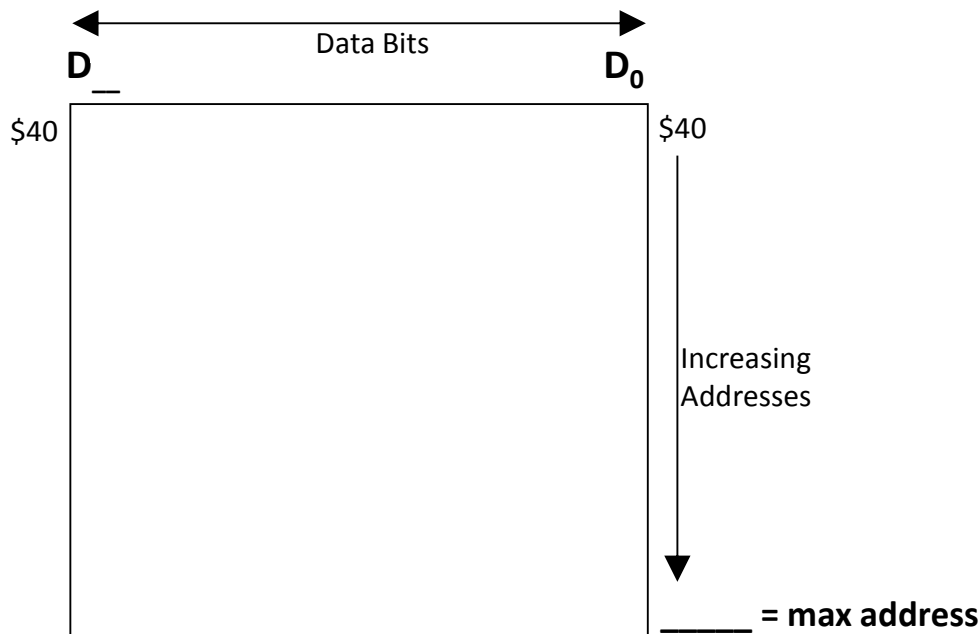 Data Bits
D__ D0
$40 $40
Increasing
Addresses
_____ = max address